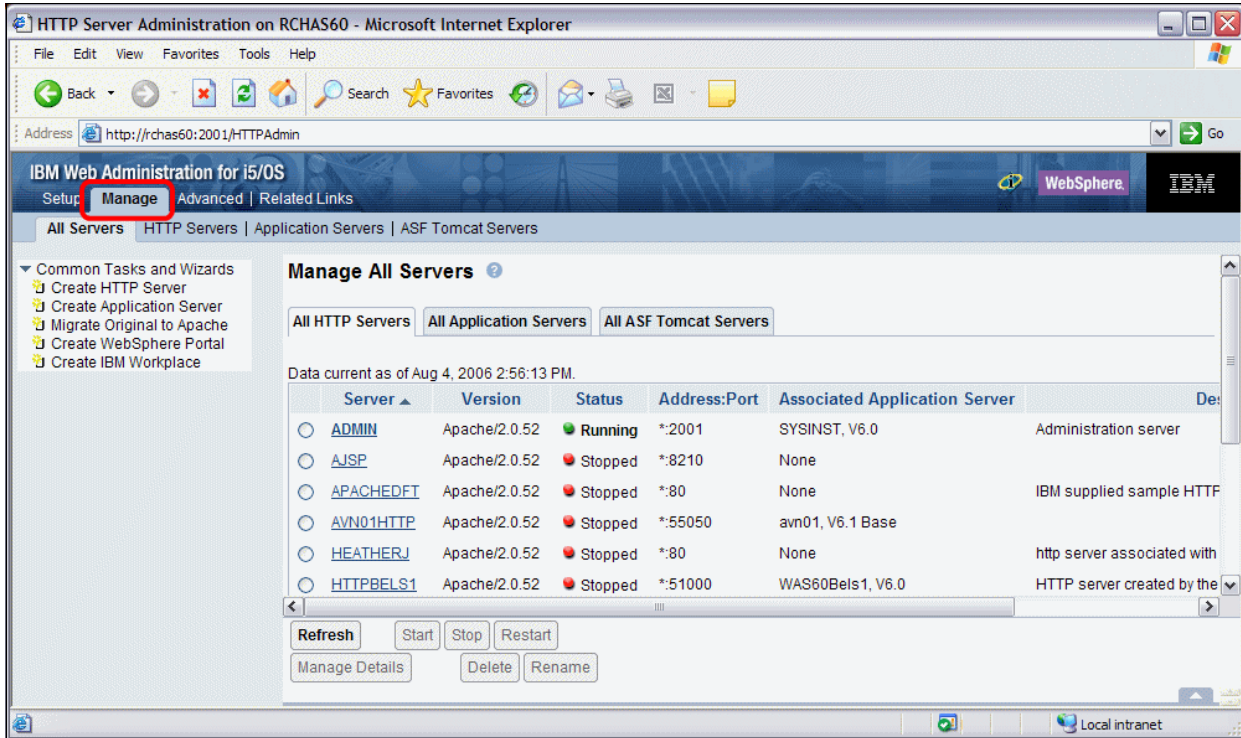 HTTP Server Administration on RCHAS60 - Microsoft Internet Explorer
File Edit View Favorites Tools Help
Back Search Favorites
Address http://rchas60:2001/HTTPAdmin Go
IBM Web Administration for i5/OS
Setup Manage Advanced | Related Links WebSphere. IBM
All Servers HTTP Servers | Application Servers | ASF Tomcat Servers
Common Tasks and Wizards
Create HTTP Server
Create Application Server
Migrate Original to Apache
Create WebSphere Portal
Create IBM Workplace
Manage All Servers ?
All HTTP Servers All Application Servers All ASF Tomcat Servers
Data current as of Aug 4, 2006 2:56:13 PM.
Server Version Status Address:Port Associated Application Server Des
ADMIN Apache/2.0.52 Running *:2001 SYSINST, V6.0 Administration server
AJSP Apache/2.0.52 Stopped *:8210 None
APACHEDFT Apache/2.0.52 Stopped *:80 None IBM supplied sample HTTP
AVN01HTTP Apache/2.0.52 Stopped *:55050 avn01, V6.1 Base
HEATHERJ Apache/2.0.52 Stopped *:80 None http server associated with
HTTPBELS1 Apache/2.0.52 Stopped *:51000 WAS60Bels1, V6.0 HTTP server created by the
Refresh Start Stop Restart
Manage Details Delete Rename
Local intranet